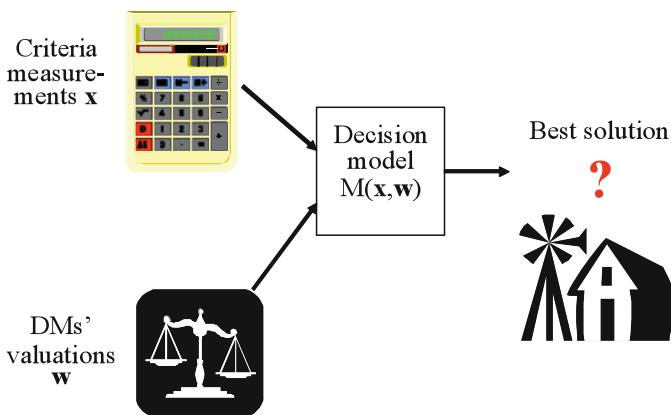 Criteria
measure-
ments x
Decision
model
M(x,w)
Best solution
?
DMs'
valuations
w